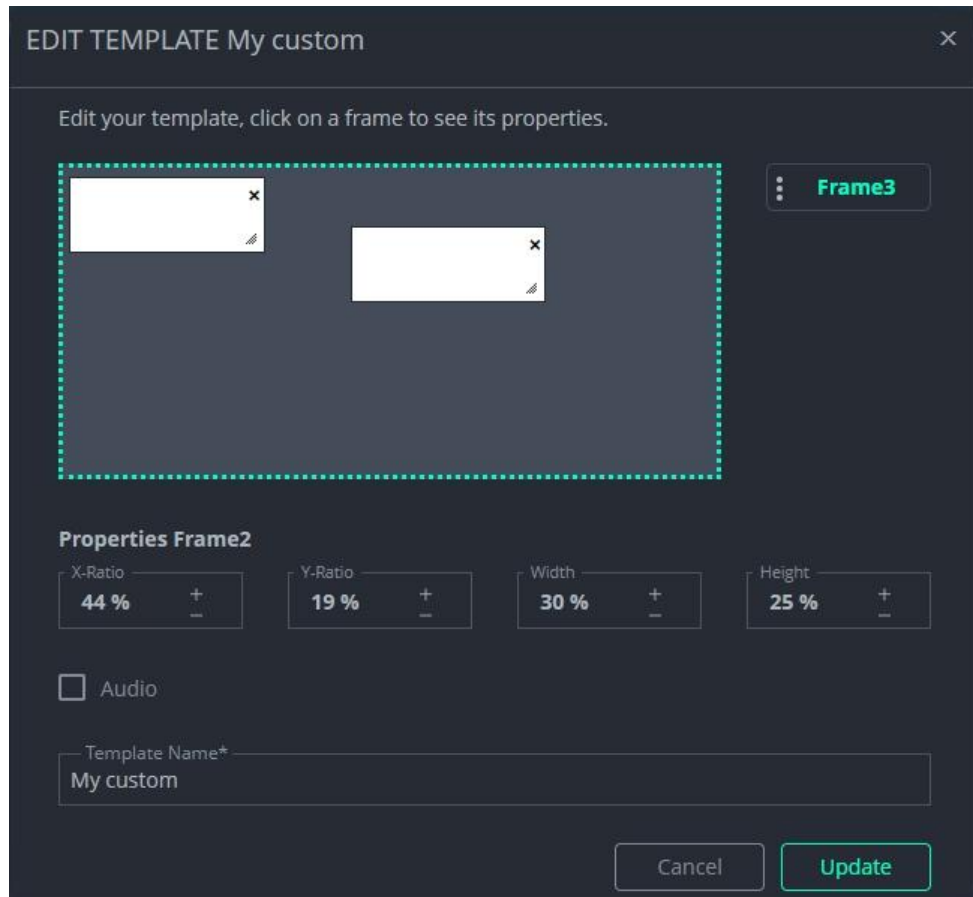 EDIT TEMPLATE My custom
Edit your template, click on a frame to see its properties.
Frame3
Properties Frame2
X-Ratio
44 %
Y-Ratio
19 %
Width
30 %
Height
25 %
Audio
Template Name*
My custom
Cancel
Update